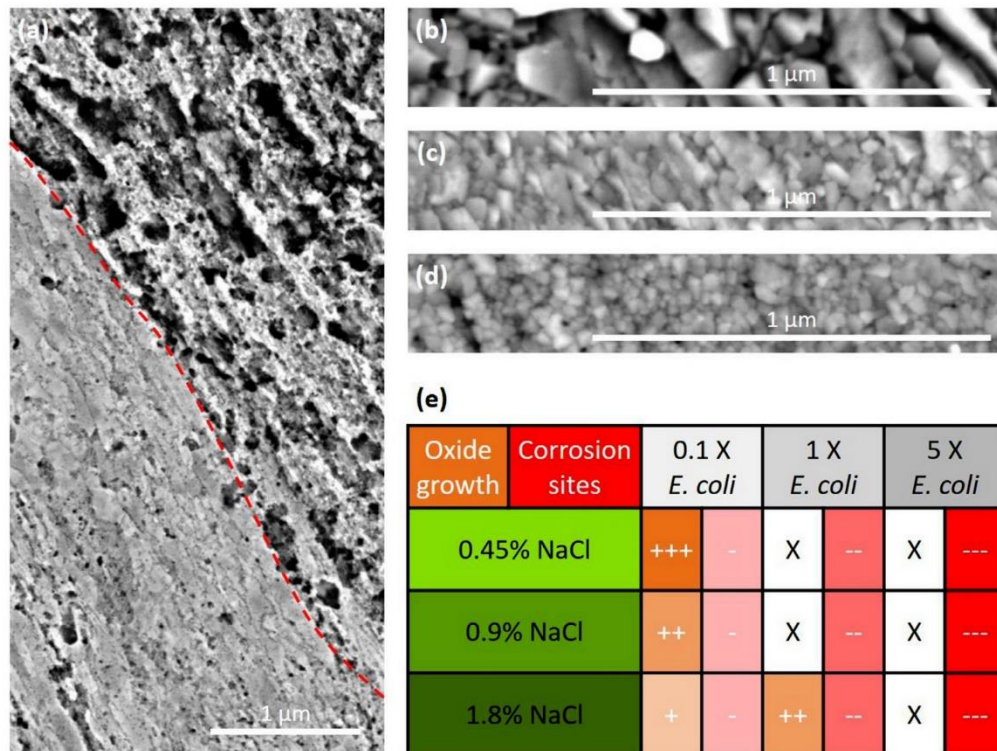 (a)
1 µm
(b)
1 µm
(c)
1 µm
(d)
1 µm
(e)
Oxide growth Corrosion sites 0.1 X E. coli 1 X E. coli 5 X E. coli
0.45% NaCl +++ - X -- X ---
0.9% NaCl ++ - X -- X ---
1.8% NaCl + - ++ -- X ---